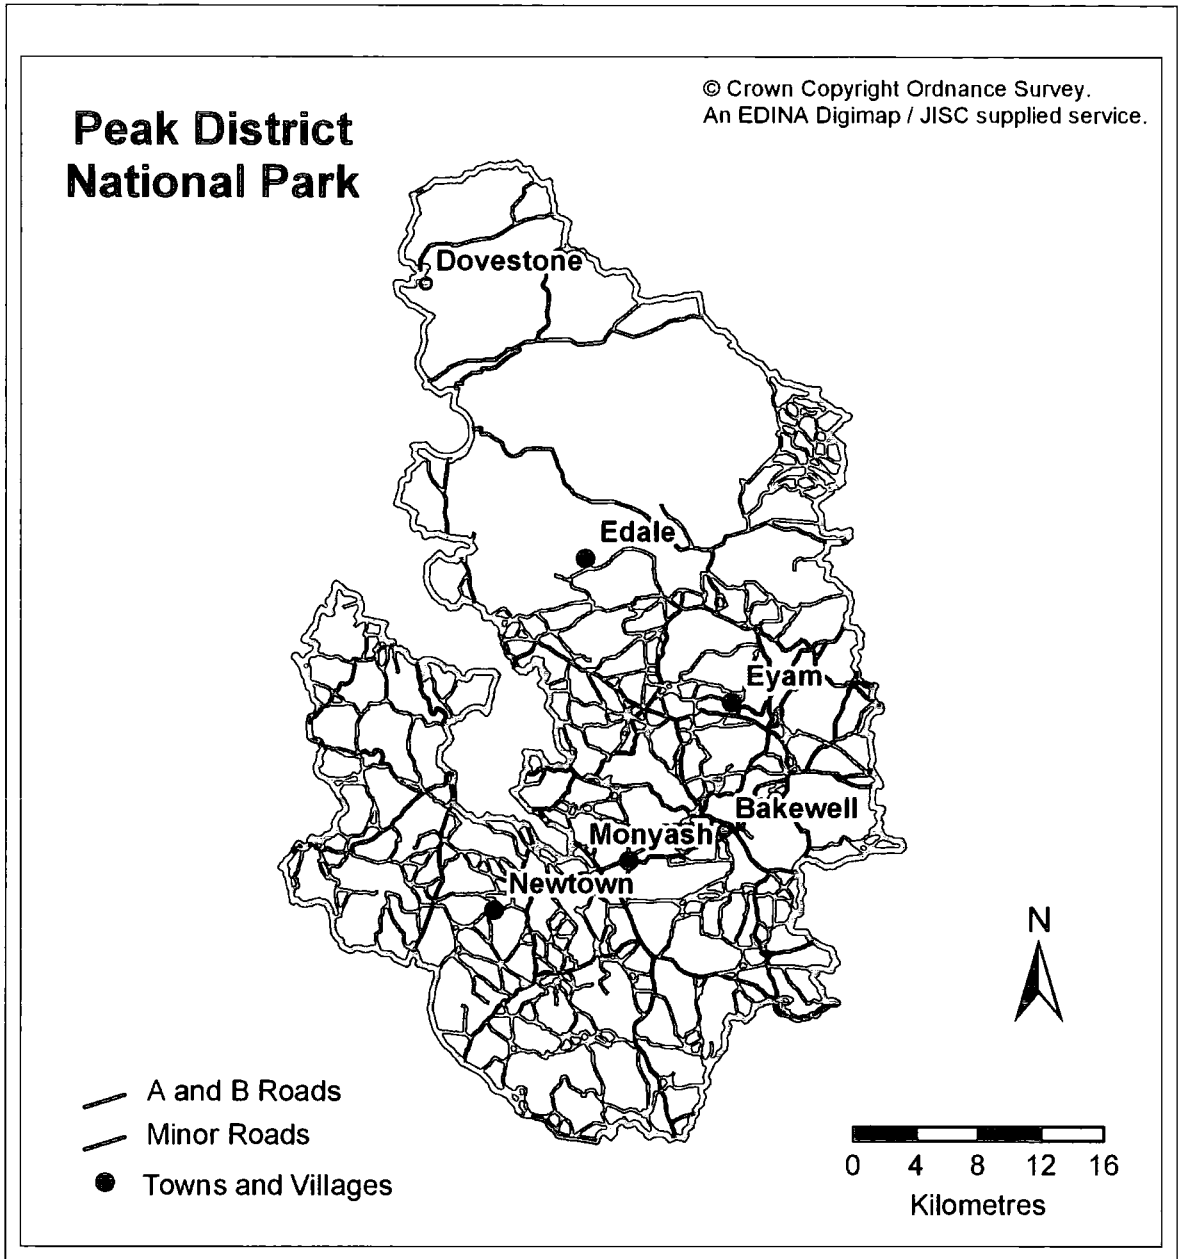 Peak District
National Park
© Crown Copyright Ordnance Survey.
An EDINA Digimap / JISC supplied service.
Dovestone
Edale
Eyam
Bakewell
Monyash
Newtown
N
A and B Roads
Minor Roads
Towns and Villages
0 4 8 12 16
Kilometres